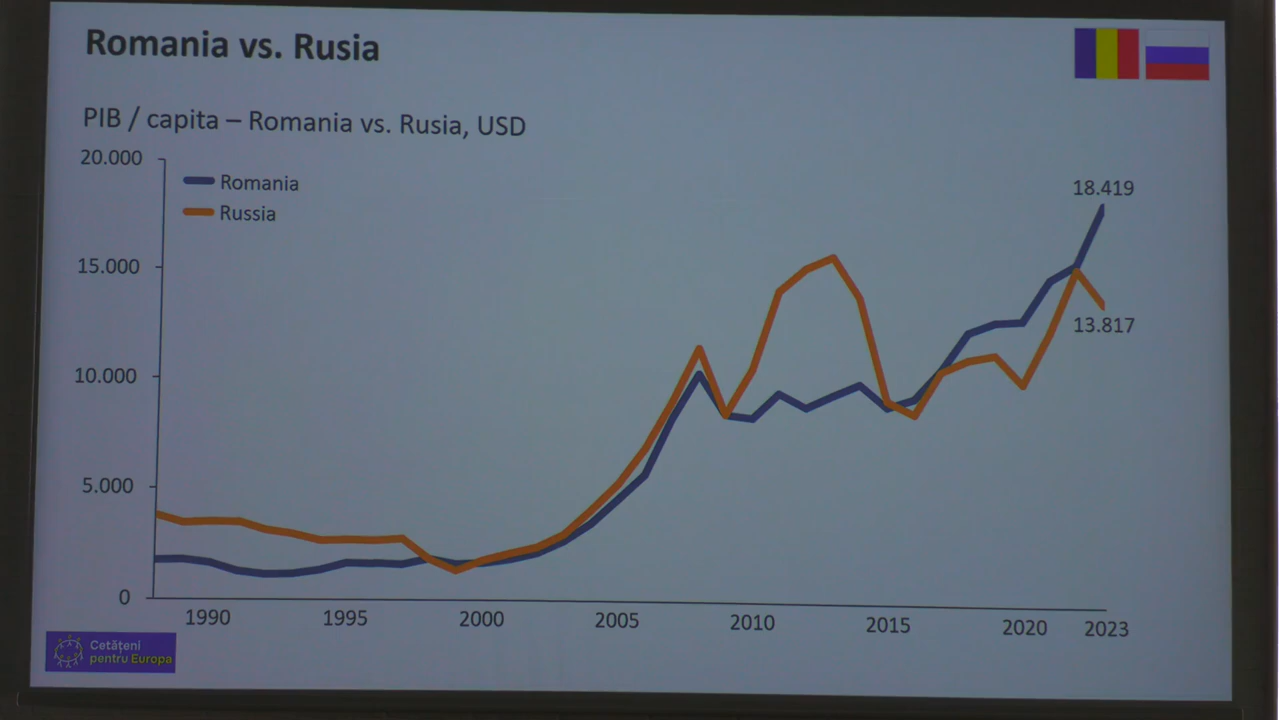 Romania vs. Rusia
PIB / capita – Romania vs. Rusia, USD
20.000
15.000
10.000
5.000
0
Romania
Russia
18.419
13.817
1990
1995
2000
2005
2010
2015
2020
2023
Cetățeni
pentru Europa